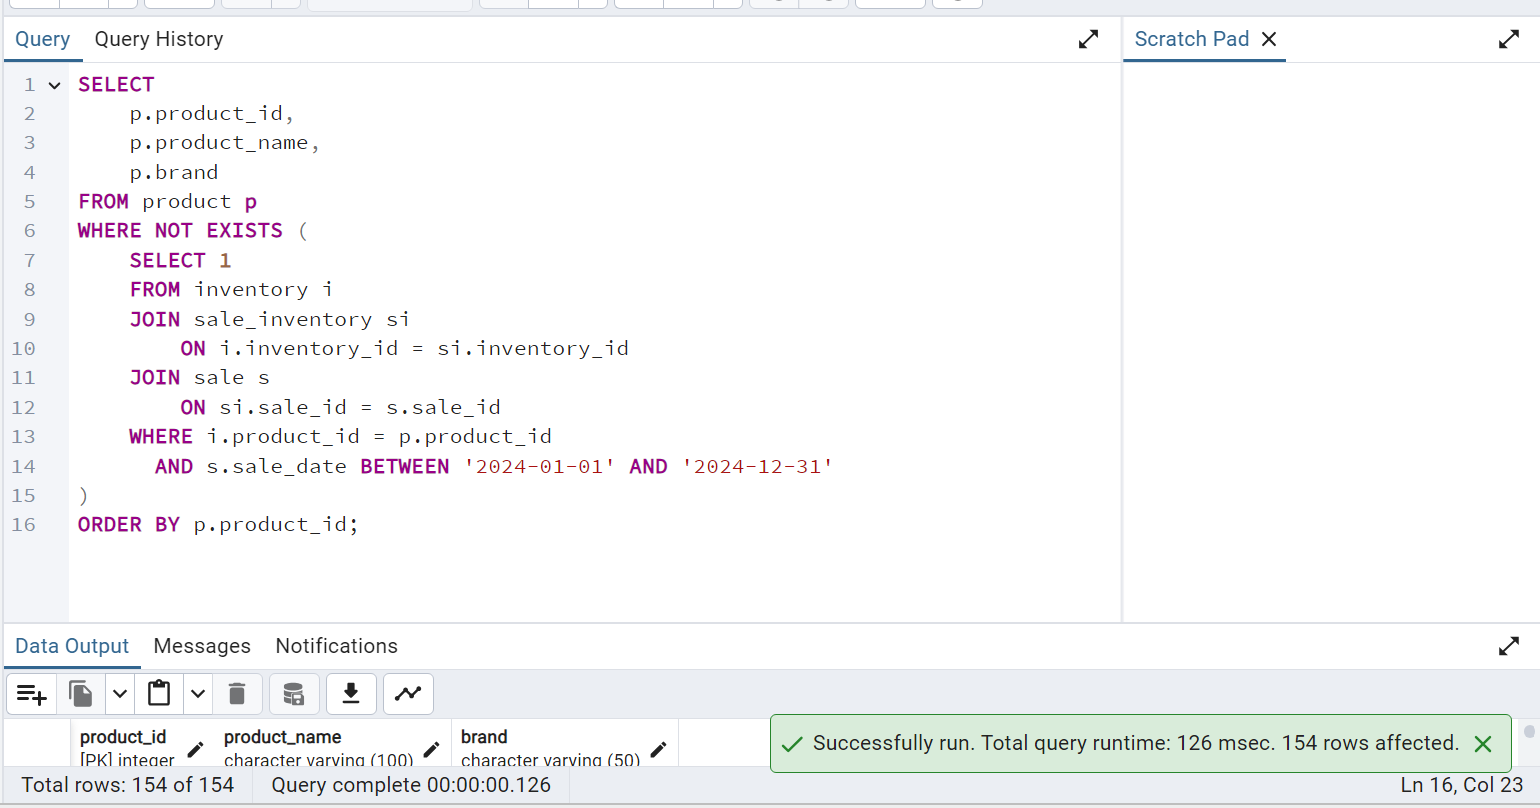 Query Query History
Scratch Pad
1 SELECT
2 p.product_id,
3 p.product_name,
4 p.brand
5 FROM product p
6 WHERE NOT EXISTS (
7 SELECT 1
8 FROM inventory i
9 JOIN sale_inventory si
10 ON i.inventory_id = si.inventory_id
11 JOIN sale s
12 ON si.sale_id = s.sale_id
13 WHERE i.product_id = p.product_id
14 AND s.sale_date BETWEEN '2024-01-01' AND '2024-12-31'
15 )
16 ORDER BY p.product_id;
Data Output Messages Notifications
product_id product_name brand
[PK] integer character varying (100) character varying (50)
Successfully run. Total query runtime: 126 msec. 154 rows affected.
Total rows: 154 of 154 Query complete 00:00:00.126 Ln 16, Col 23